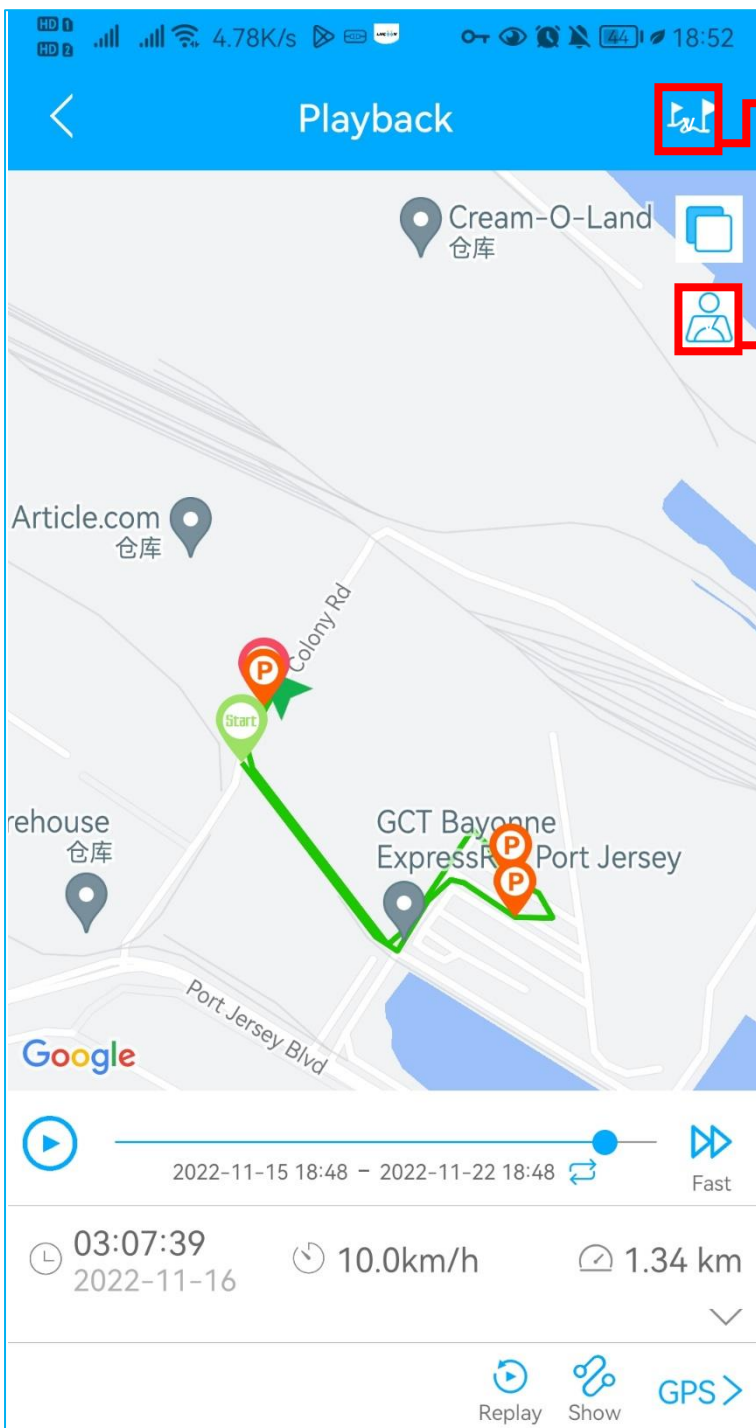 HD 1
HD 2
4.78K/s
44
18:52
Playback
Cream-O-Land
仓库
Article.com
仓库
Colony Rd
P
Start
rehouse
仓库
GCT Bayonne
P
Port Jersey
P
Port Jersey Blvd
Google
2022-11-15 18:48 - 2022-11-22 18:48
Fast
03:07:39
10.0km/h
1.34 km
2022-11-16
Replay
Show
GPS